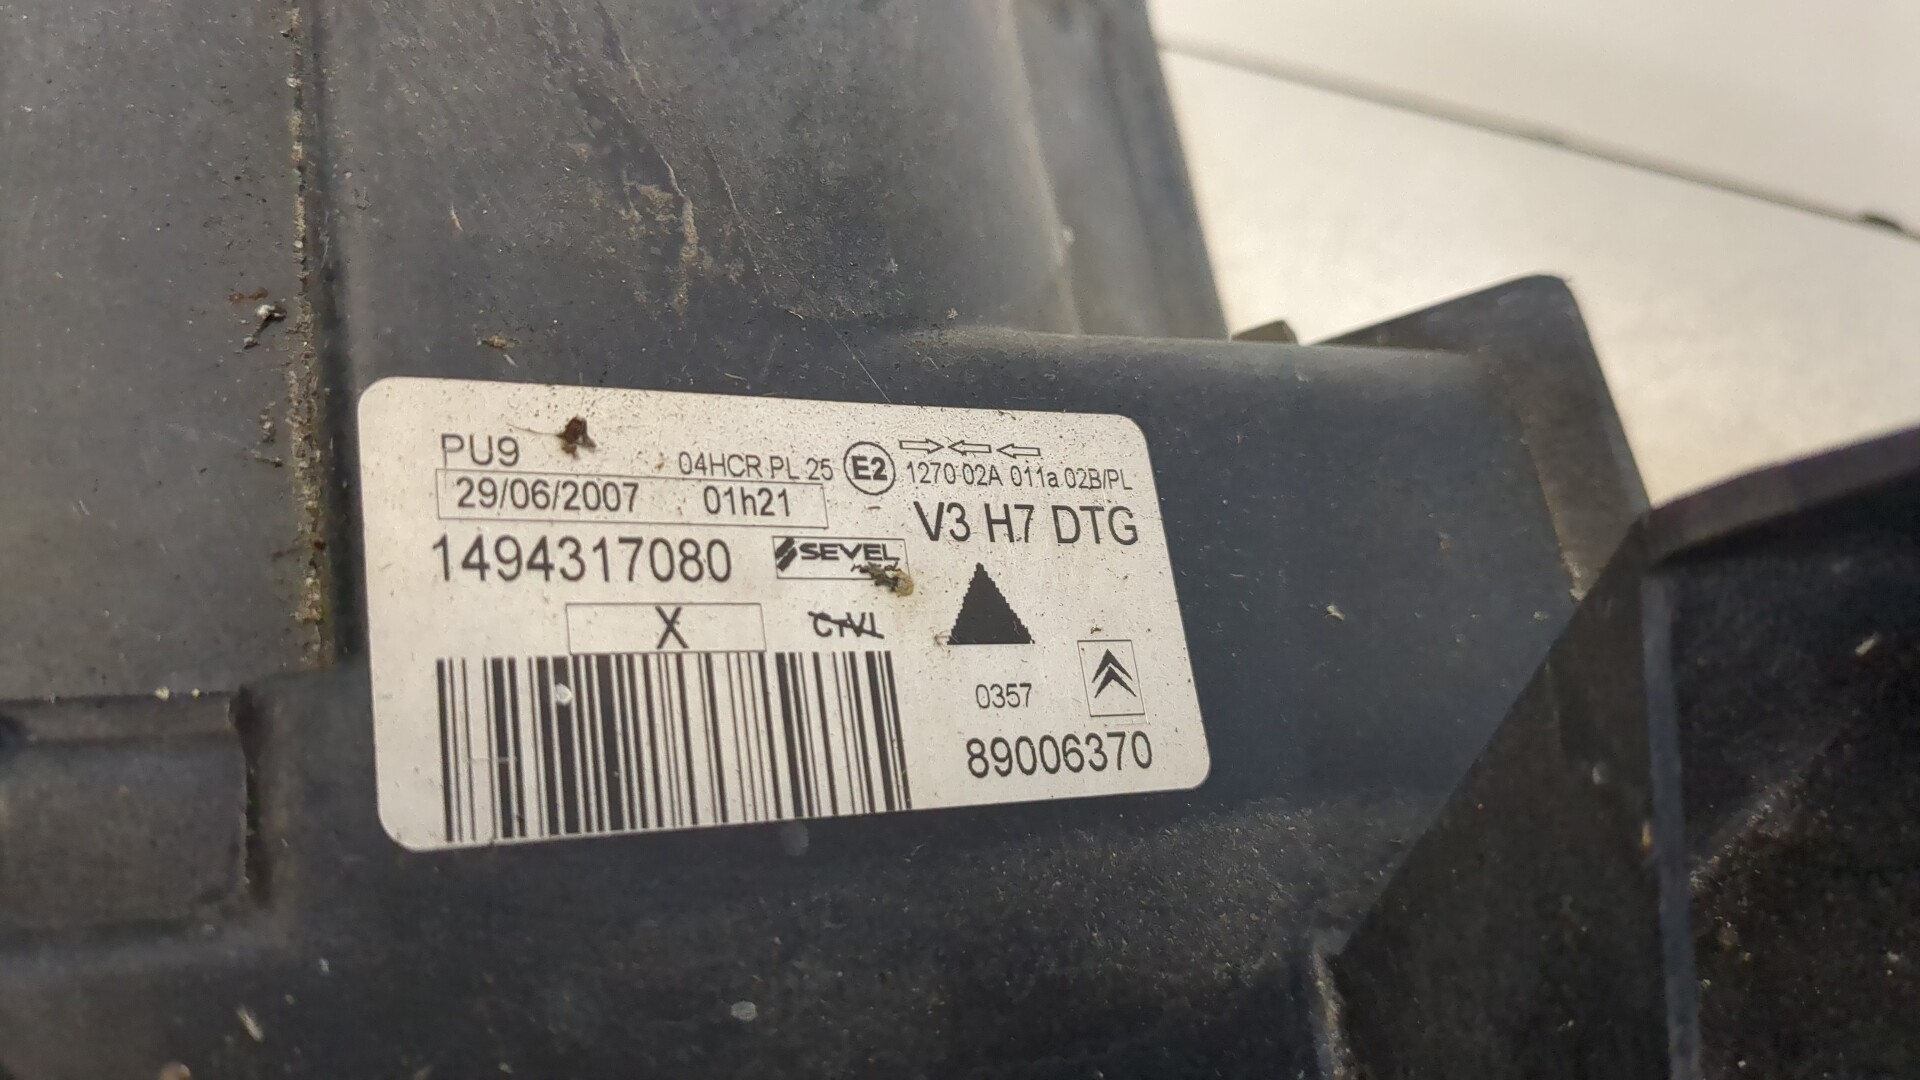 PU9
04HCR PL 25 E2 1270 02A 011a 02B/PL
29/06/2007 01h21
V3 H7 DTG
1494317080 SEVEL
X
0357
89006370